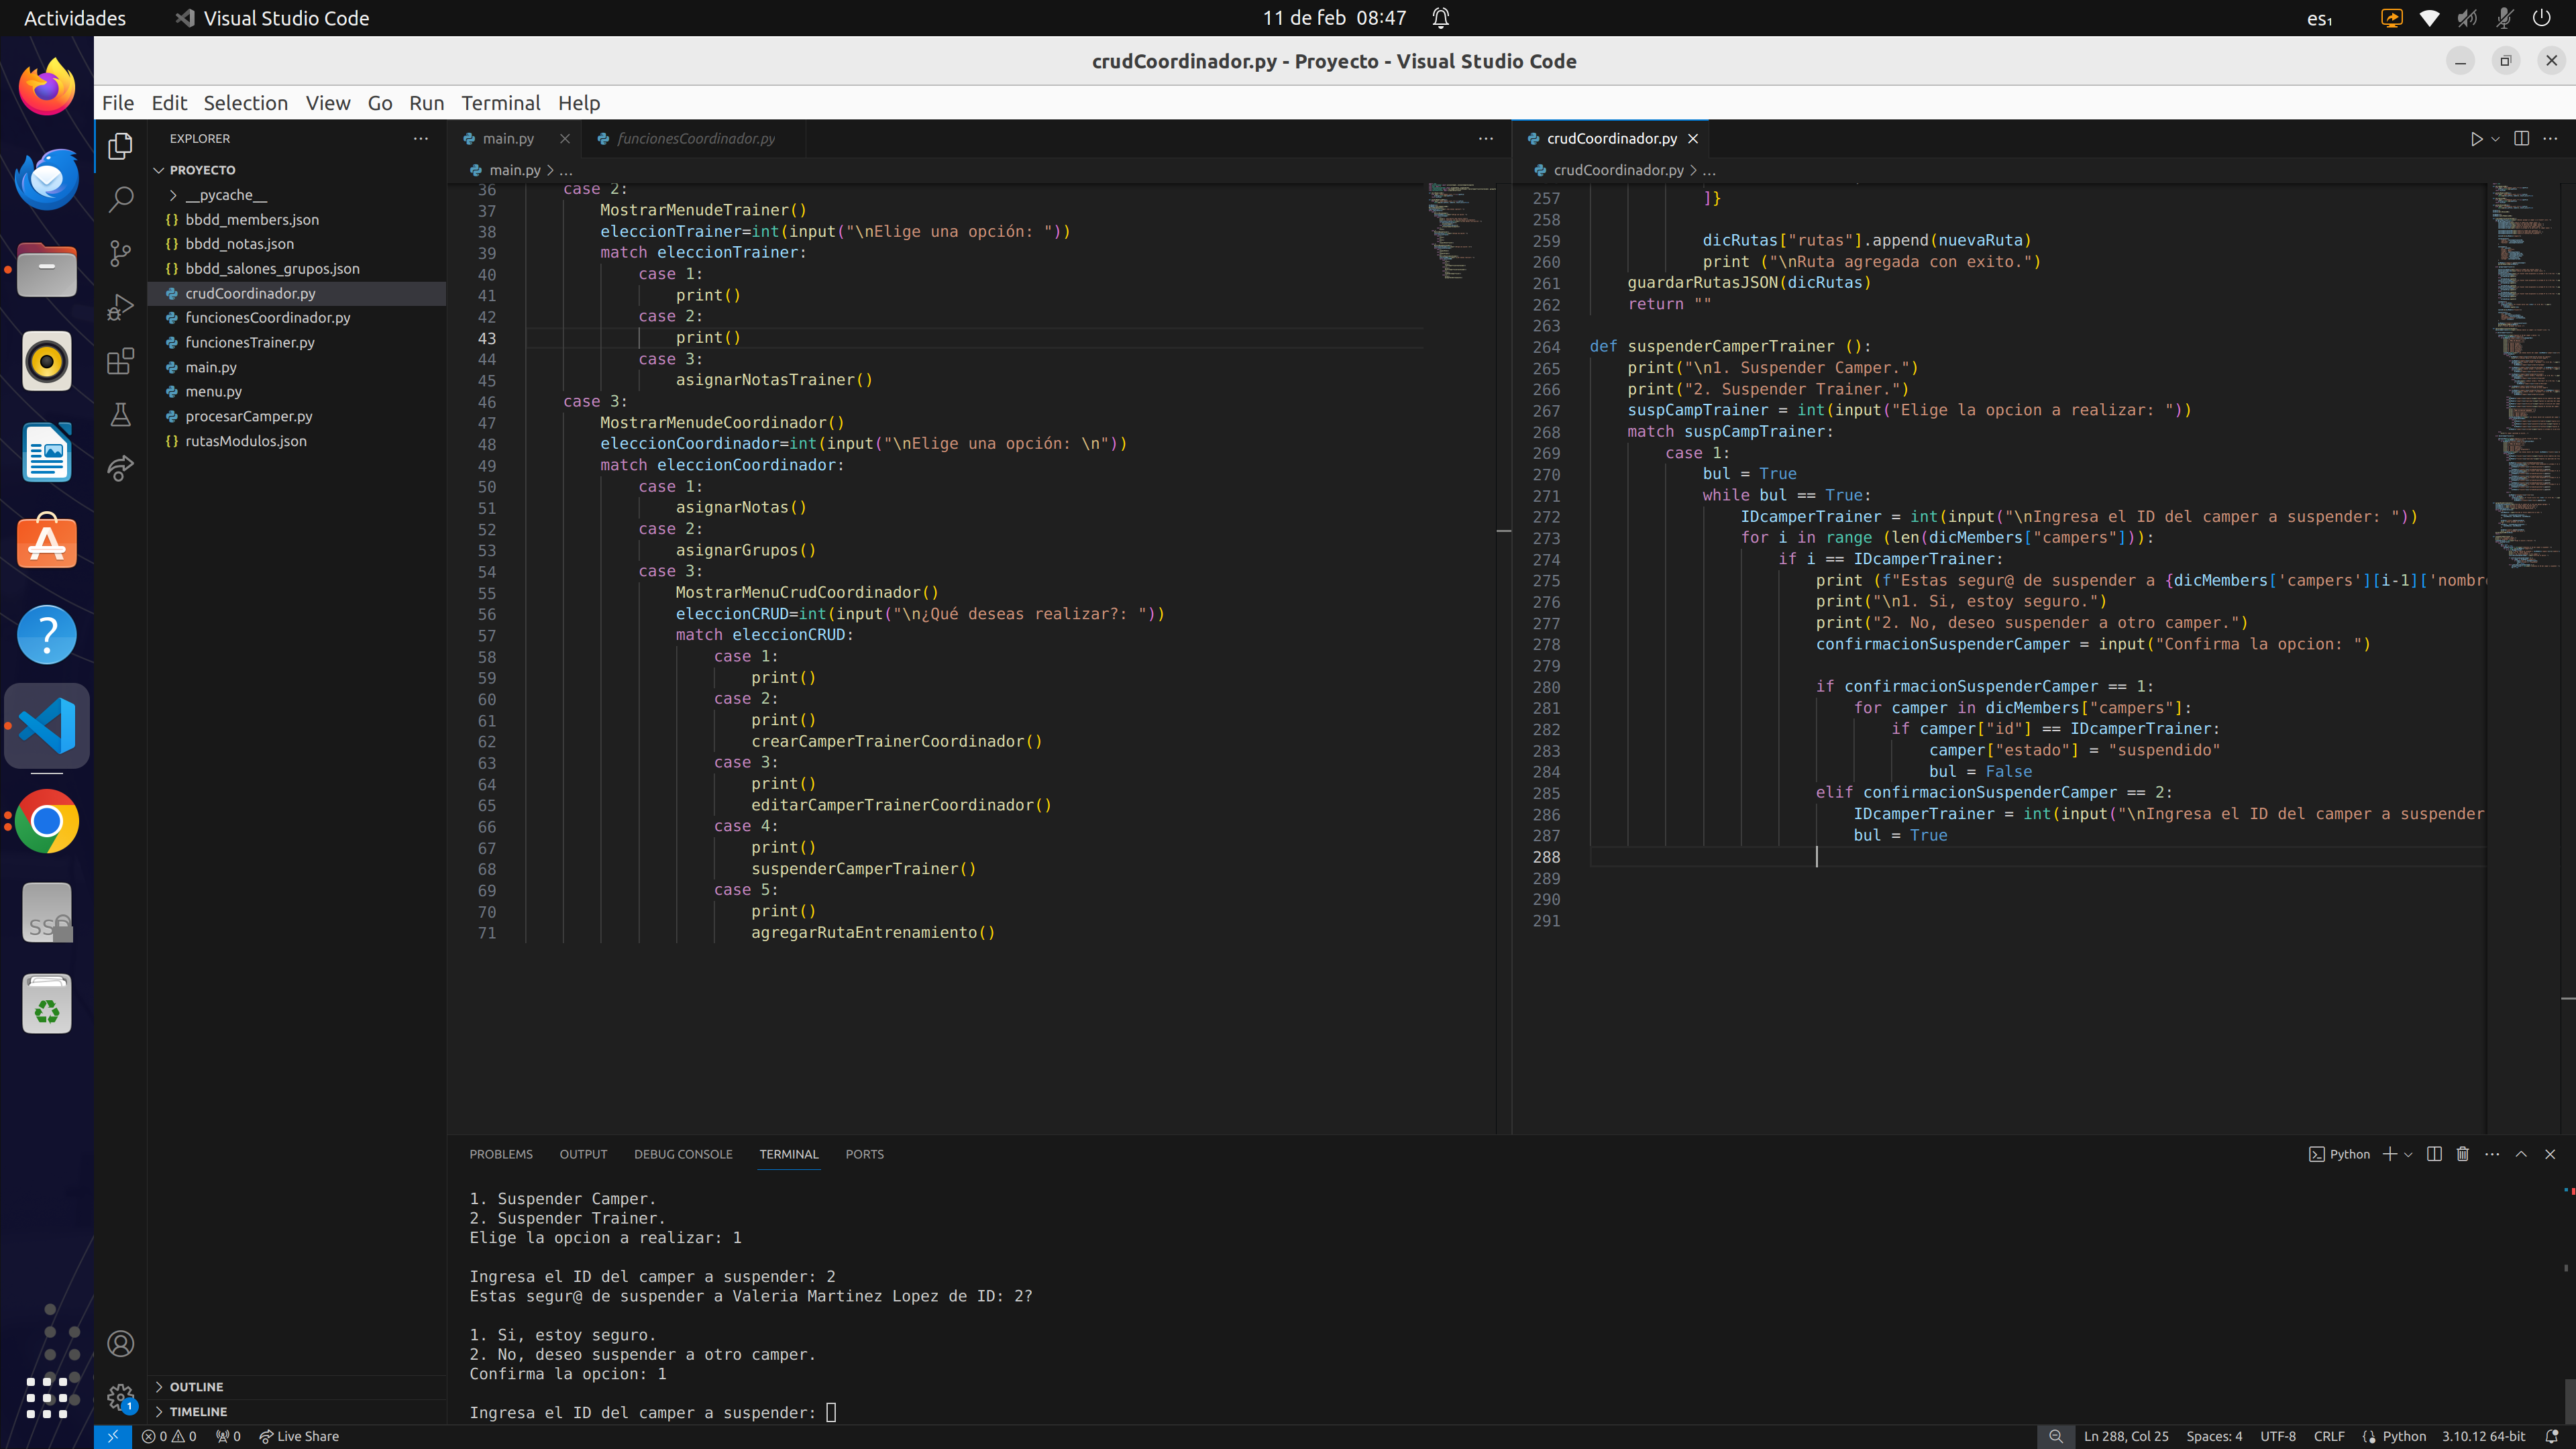 Actividades
Visual Studio Code
11 de feb 08:47
es₁
crudCoordinador.py - Proyecto - Visual Studio Code
File Edit Selection View Go Run Terminal Help
EXPLORER
PROYECTO
__pycache__
bbdd_members.json
bbdd_notas.json
bbdd_salones_grupos.json
crudCoordinador.py
funcionesCoordinador.py
funcionesTrainer.py
main.py
menu.py
procesarCamper.py
rutasModulos.json
OUTLINE
TIMELINE
main.py
funcionesCoordinador.py
main.py > ...
36 case 2:
37 MostrarMenudeTrainer()
38 eleccionTrainer=int(input("\nElige una opción: "))
39 match eleccionTrainer:
40 case 1:
41 print()
42 case 2:
43 print()
44 case 3:
45 asignarNotasTrainer()
46 case 3:
47 MostrarMenudeCoordinador()
48 eleccionCoordinador=int(input("\nElige una opción: \n"))
49 match eleccionCoordinador:
50 case 1:
51 asignarNotas()
52 case 2:
53 asignarGrupos()
54 case 3:
55 MostrarMenuCrudCoordinador()
56 eleccionCRUD=int(input("\n¿Qué deseas realizar?: "))
57 match eleccionCRUD:
58 case 1:
59 print()
60 case 2:
61 print()
62 crearCamperTrainerCoordinador()
63 case 3:
64 print()
65 editarCamperTrainerCoordinador()
66 case 4:
67 print()
68 suspenderCamperTrainer()
69 case 5:
70 print()
71 agregarRutaEntrenamiento()
crudCoordinador.py
crudCoordinador.py > ...
257 ]}
258
259 dicRutas["rutas"].append(nuevaRuta)
260 print ("\nRuta agregada con exito.")
261 guardarRutasJSON(dicRutas)
262 return ""
263
264 def suspenderCamperTrainer ():
265 print("\n1. Suspender Camper.")
266 print("2. Suspender Trainer.")
267 suspCampTrainer = int(input("Elige la opcion a realizar: "))
268 match suspCampTrainer:
269 case 1:
270 bul = True
271 while bul == True:
272 IDcamperTrainer = int(input("\nIngresa el ID del camper a suspender: "))
273 for i in range (len(dicMembers["campers"])):
274 if i == IDcamperTrainer:
275 print (f"Estas segur@ de suspender a {dicMembers['campers'][i-1]['nombr
276 print("\n1. Si, estoy seguro.")
277 print("2. No, deseo suspender a otro camper.")
278 confirmacionSuspenderCamper = input("Confirma la opcion: ")
279
280 if confirmacionSuspenderCamper == 1:
281 for camper in dicMembers["campers"]:
282 if camper["id"] == IDcamperTrainer:
283 camper["estado"] = "suspendido"
284 bul = False
285 elif confirmacionSuspenderCamper == 2:
286 IDcamperTrainer = int(input("\nIngresa el ID del camper a suspender
287 bul = True
288
289
290
291
PROBLEMS OUTPUT DEBUG CONSOLE TERMINAL PORTS
Python
1. Suspender Camper.
2. Suspender Trainer.
Elige la opcion a realizar: 1
Ingresa el ID del camper a suspender: 2
Estas segur@ de suspender a Valeria Martinez Lopez de ID: 2?
1. Si, estoy seguro.
2. No, deseo suspender a otro camper.
Confirma la opcion: 1
Ingresa el ID del camper a suspender:
1
0 0 0 Live Share
Ln 288, Col 25 Spaces: 4 UTF-8 CRLF {} Python 3.10.12 64-bit